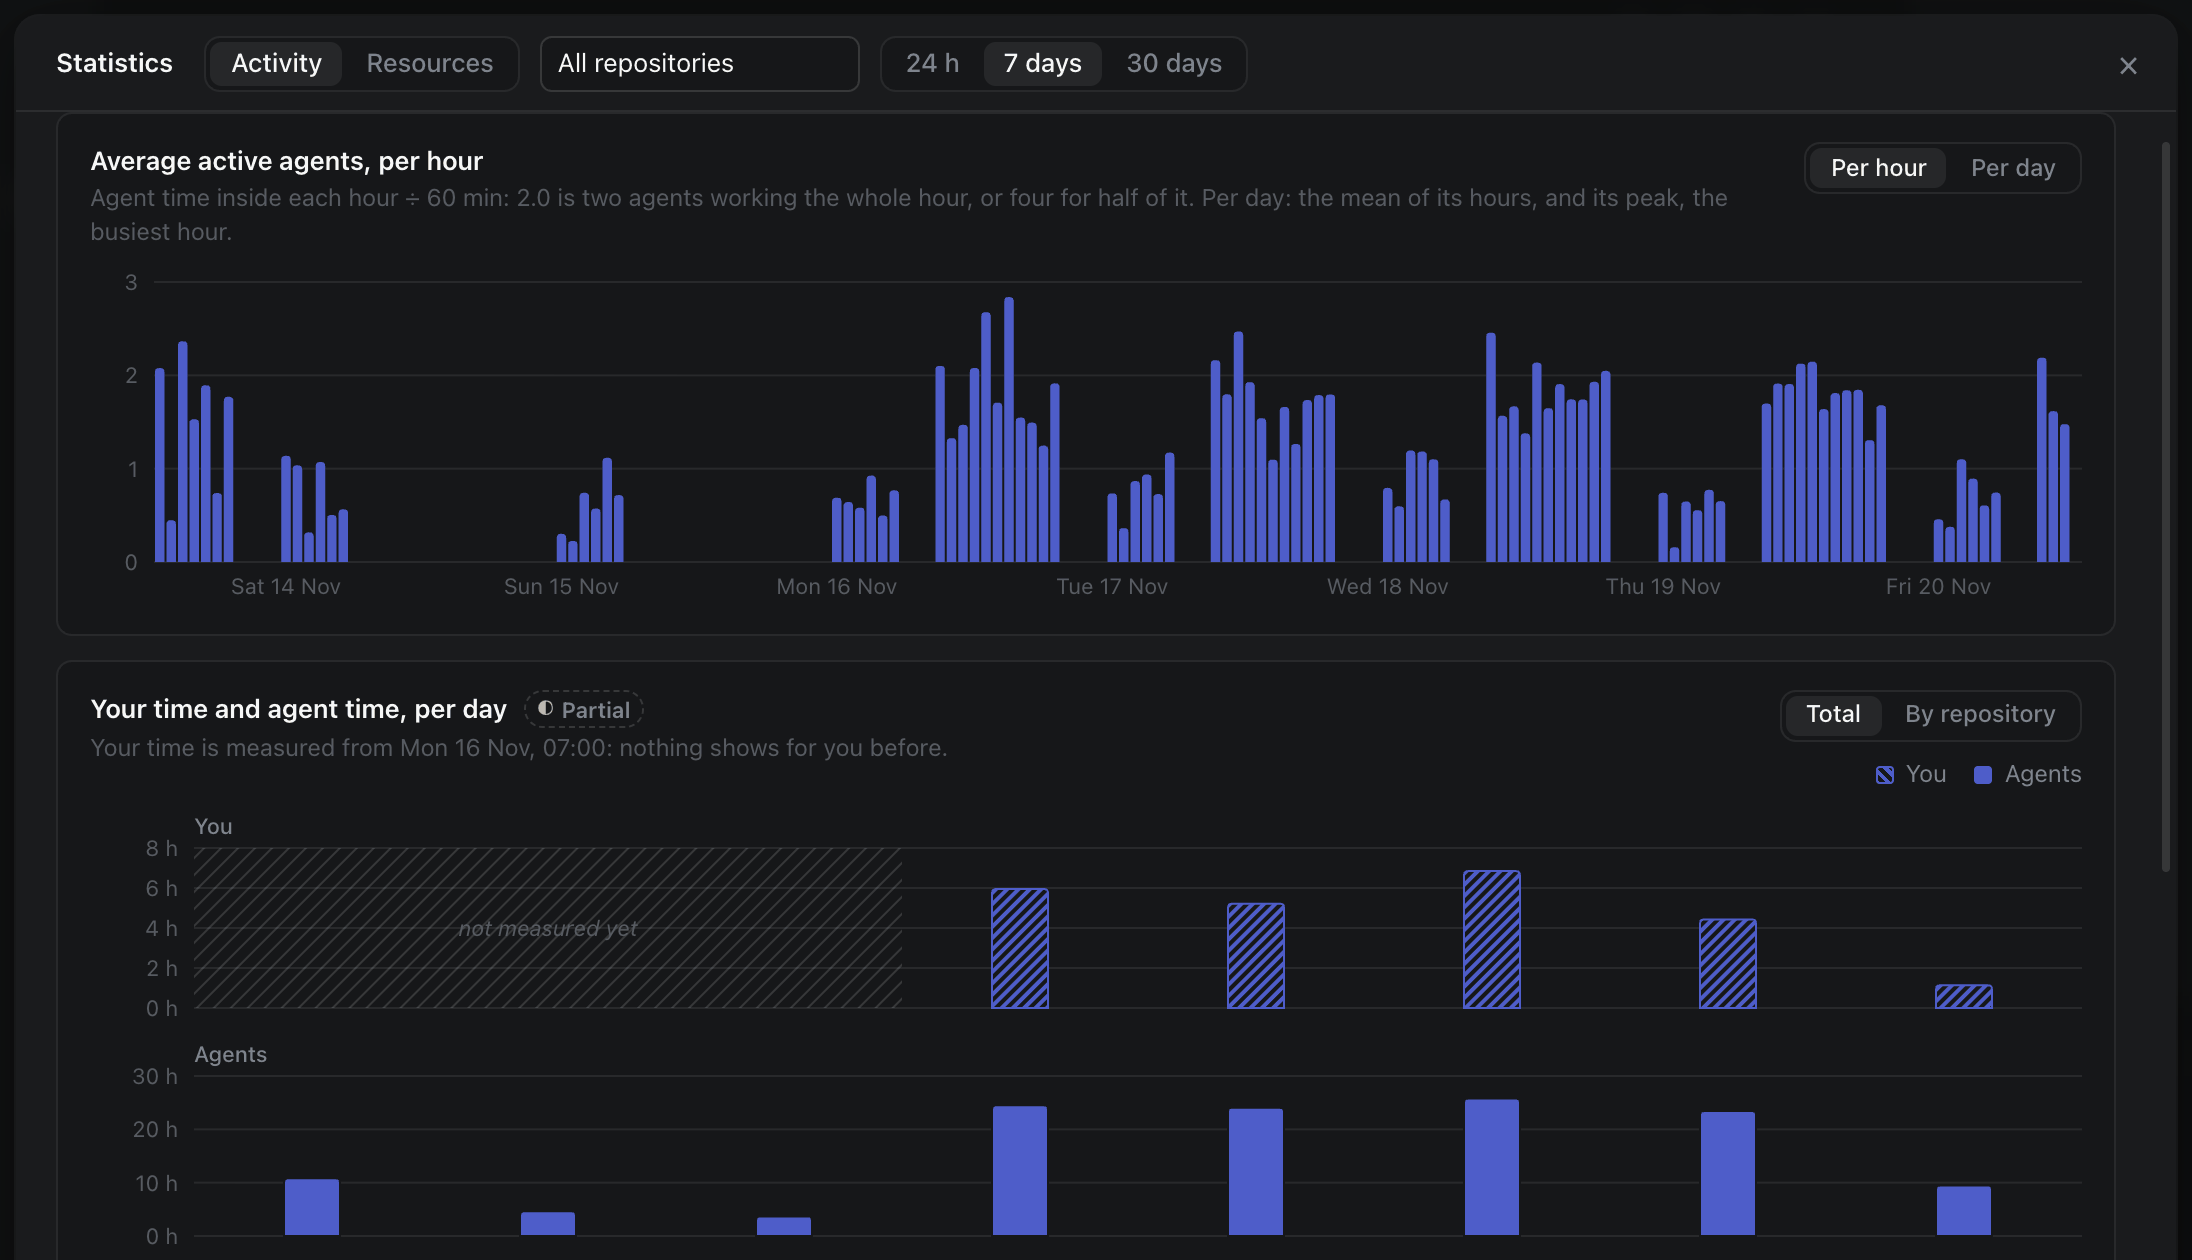 Statistics
Activity
Resources
All repositories
24 h
7 days
30 days
×
Average active agents, per hour
Per hour
Per day
Agent time inside each hour ÷ 60 min: 2.0 is two agents working the whole hour, or four for half of it. Per day: the mean of its hours, and its peak, the
busiest hour.
3
2
1
0
Sat 14 Nov
Sun 15 Nov
Mon 16 Nov
Tue 17 Nov
Wed 18 Nov
Thu 19 Nov
Fri 20 Nov
Your time and agent time, per day
Partial
Total
By repository
Your time is measured from Mon 16 Nov, 07:00: nothing shows for you before.
You
Agents
You
8 h
6 h
4 h
2 h
0 h
not measured yet
Agents
30 h
20 h
10 h
0 h